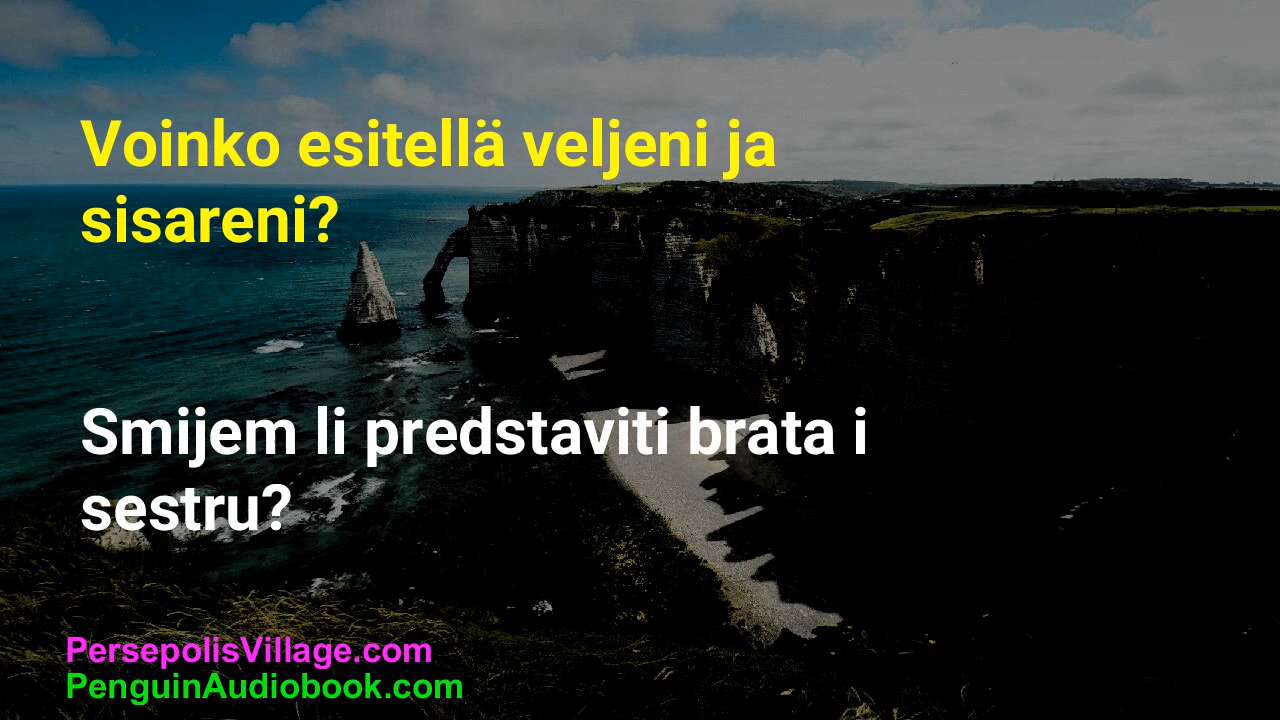 Voinko esitellä veljeni ja
sisareni?
Smijem li predstaviti brata i
sestru?
PersepolisVillage.com
PenguinAudiobook.com